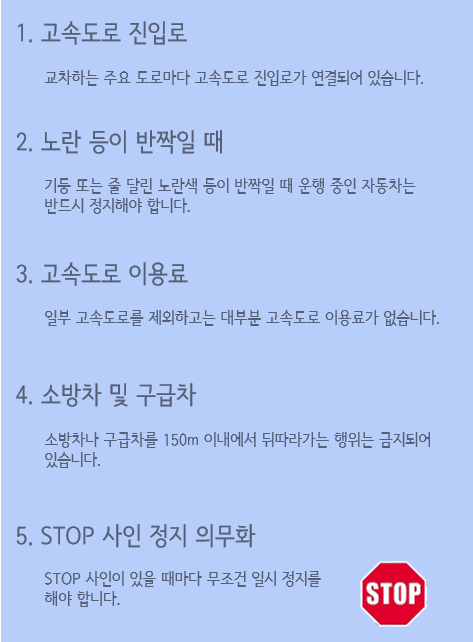 1. 고속도로 진입로
교차하는 주요 도로마다 고속도로 진입로가 연결되어 있습니다.
2. 노란 등이 반짝일 때
기둥 또는 줄 달린 노란색 등이 반짝일 때 운행 중인 자동차는
반드시 정지해야 합니다.
3. 고속도로 이용료
일부 고속도로를 제외하고는 대부분 고속도로 이용료가 없습니다.
4. 소방차 및 구급차
소방차나 구급차를 150m 이내에서 뒤따라가는 행위는 금지되어
있습니다.
5. STOP 사인 정지 의무화
STOP 사인이 있을 때마다 무조건 일시 정지를
해야 합니다.
STOP